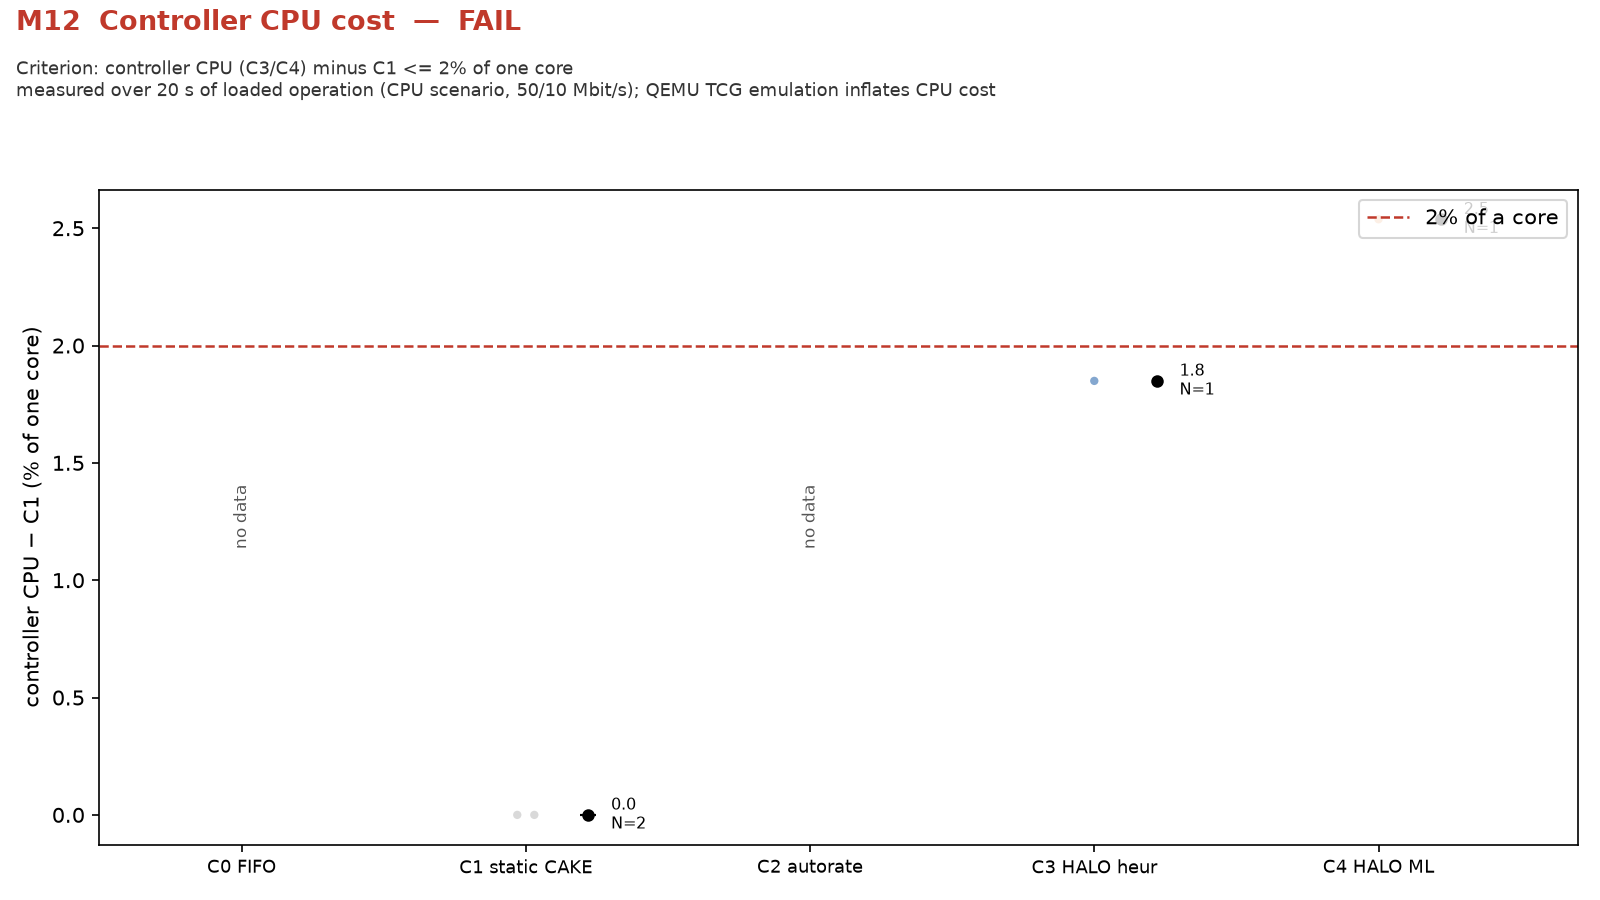 M12 Controller CPU cost — FAIL
Criterion: controller CPU (C3/C4) minus C1 <= 2% of one core
measured over 20 s of loaded operation (CPU scenario, 50/10 Mbit/s); QEMU TCG emulation inflates CPU cost
controller CPU − C1 (% of one core)
2.5
2.0
1.5
1.0
0.5
0.0
2% of a core
2.5
N=1
1.8
N=1
no data
no data
0.0
N=2
C0 FIFO
C1 static CAKE
C2 autorate
C3 HALO heur
C4 HALO ML